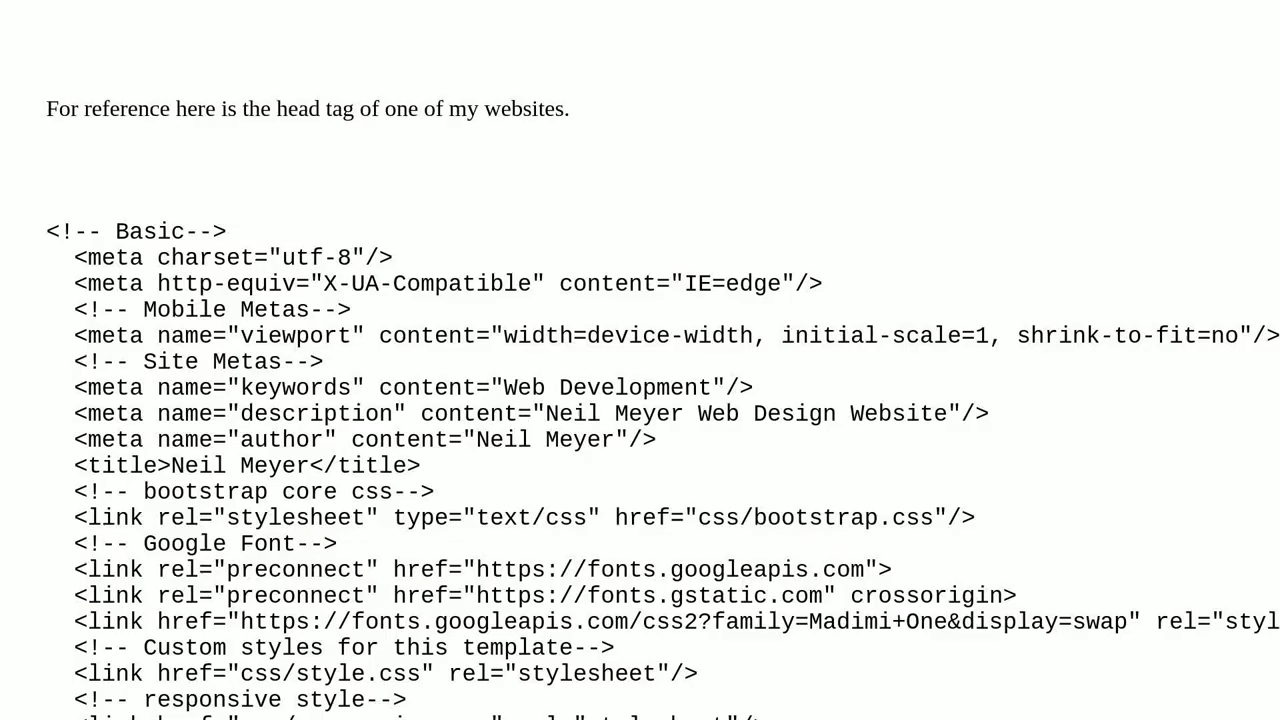 For reference here is the head tag of one of my websites.
<!-- Basic-->
<meta charset="utf-8"/>
<meta http-equiv="X-UA-Compatible" content="IE=edge"/>
<!-- Mobile Metas-->
<meta name="viewport" content="width=device-width, initial-scale=1, shrink-to-fit=no"/>
<!-- Site Metas-->
<meta name="keywords" content="Web Development"/>
<meta name="description" content="Neil Meyer Web Design Website"/>
<meta name="author" content="Neil Meyer"/>
<title>Neil Meyer</title>
<!-- bootstrap core css-->
<link rel="stylesheet" type="text/css" href="css/bootstrap.css"/>
<!-- Google Font-->
<link rel="preconnect" href="https://fonts.googleapis.com">
<link rel="preconnect" href="https://fonts.gstatic.com" crossorigin>
<link href="https://fonts.googleapis.com/css2?family=Madimi+One&display=swap" rel="styl
<!-- Custom styles for this template-->
<link href="css/style.css" rel="stylesheet"/>
<!-- responsive style-->